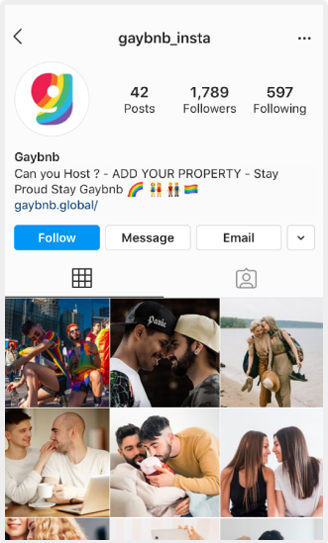 gaybnb_insta
g
42 1,789 597
Posts Followers Following
Gaybnb
Can you Host ? - ADD YOUR PROPERTY - Stay
Proud Stay Gaybnb 🌈 👭 👬 🏳️‍🌈
gaybnb.global/
Follow Message Email
Panic